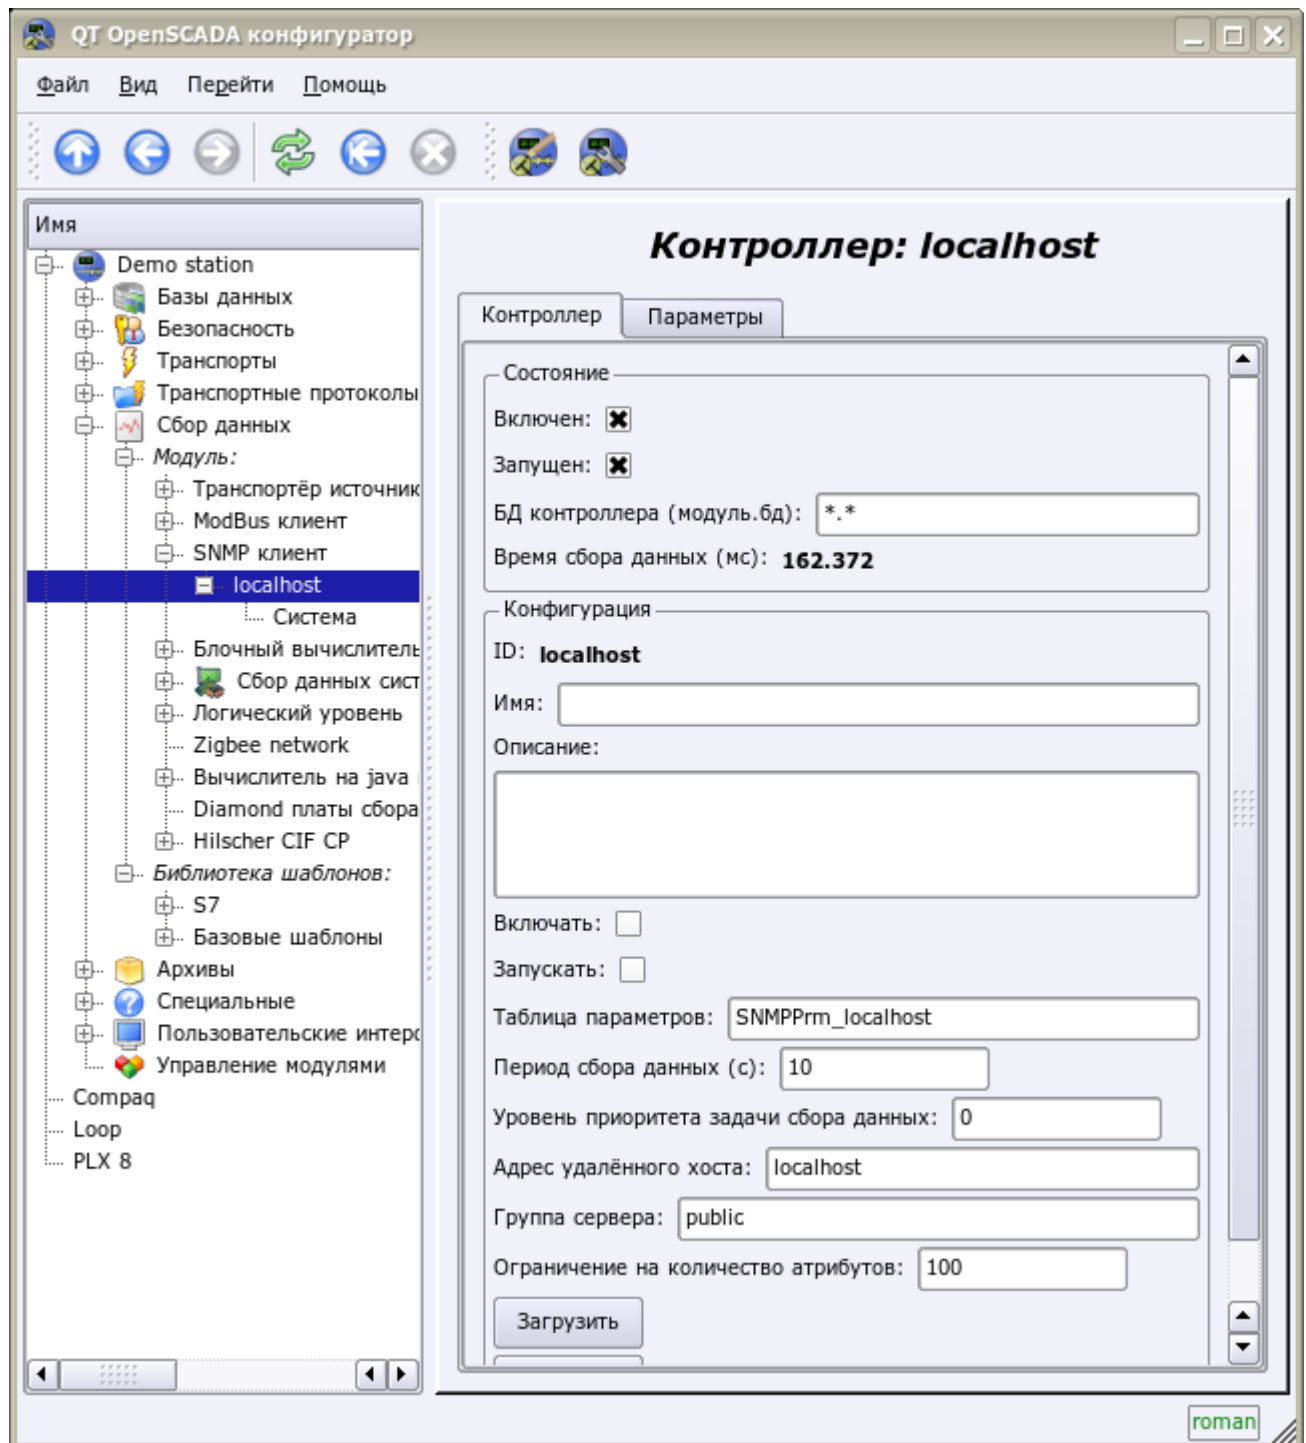 QT OpenSCADA конфигуратор
Файл Вид Перейти Помощь
Имя
Demo station
Базы данных
Безопасность
Транспорты
Транспортные протоколы
Сбор данных
Модуль:
Транспортёр источник
ModBus клиент
SNMP клиент
localhost
Система
Блочный вычислитель
Сбор данных сист
Логический уровень
Zigbee network
Вычислитель на java
Diamond платы сбора
Hilscher CIF CP
Библиотека шаблонов:
S7
Базовые шаблоны
Архивы
Специальные
Пользовательские интерф
Управление модулями
Compaq
Loop
PLX 8
Контроллер: localhost
Контроллер Параметры
Состояние
Включен:
Запущен:
БД контроллера (модуль.бд): *.*
Время сбора данных (мс): 162.372
Конфигурация
ID: localhost
Имя:
Описание:
Включать:
Запускать:
Таблица параметров: SNMPPrm_localhost
Период сбора данных (с): 10
Уровень приоритета задачи сбора данных: 0
Адрес удалённого хоста: localhost
Группа сервера: public
Ограничение на количество атрибутов: 100
Загрузить
roman